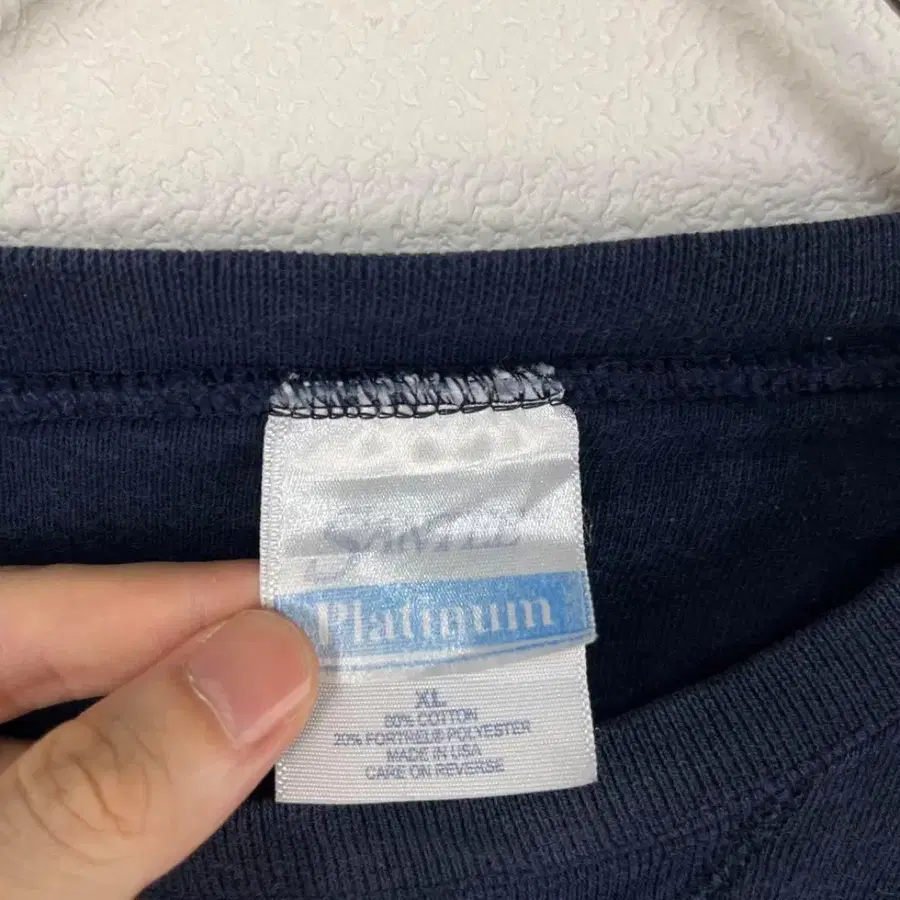 Platinum
XL
80% COTTON
20% FORTREL® POLYESTER
MADE IN USA
CARE ON REVERSE